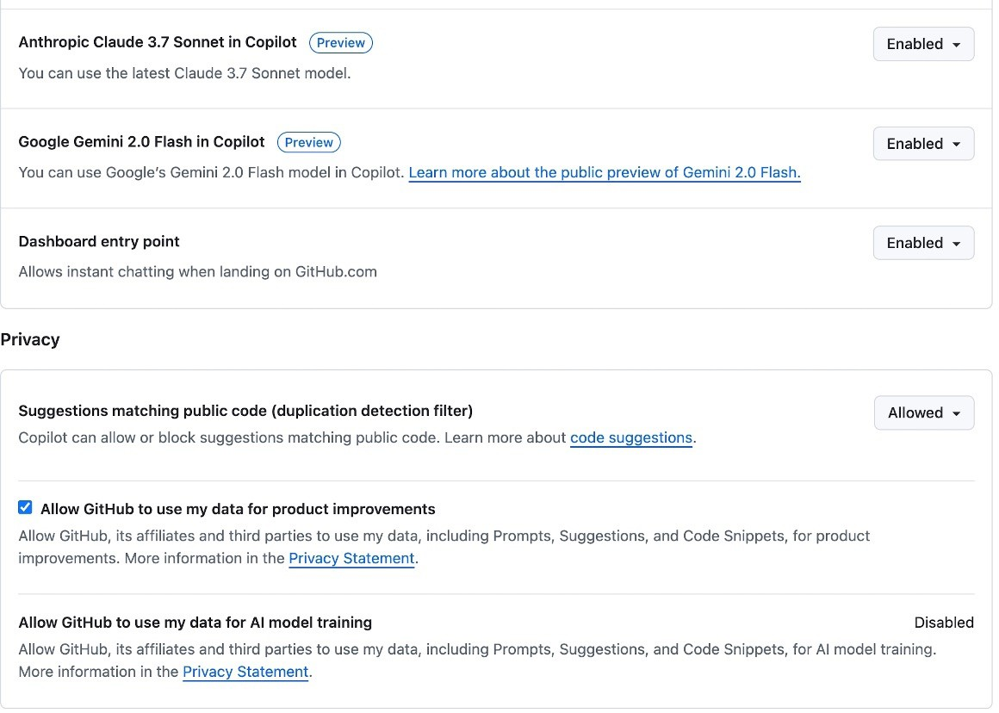 Anthropic Claude 3.7 Sonnet in Copilot Preview
Enabled
You can use the latest Claude 3.7 Sonnet model.
Google Gemini 2.0 Flash in Copilot Preview
Enabled
You can use Google’s Gemini 2.0 Flash model in Copilot. Learn more about the public preview of Gemini 2.0 Flash.
Dashboard entry point
Enabled
Allows instant chatting when landing on GitHub.com
Privacy
Suggestions matching public code (duplication detection filter)
Allowed
Copilot can allow or block suggestions matching public code. Learn more about code suggestions.
Allow GitHub to use my data for product improvements
Allow GitHub, its affiliates and third parties to use my data, including Prompts, Suggestions, and Code Snippets, for product
improvements. More information in the Privacy Statement.
Allow GitHub to use my data for AI model training
Disabled
Allow GitHub, its affiliates and third parties to use my data, including Prompts, Suggestions, and Code Snippets, for AI model training.
More information in the Privacy Statement.